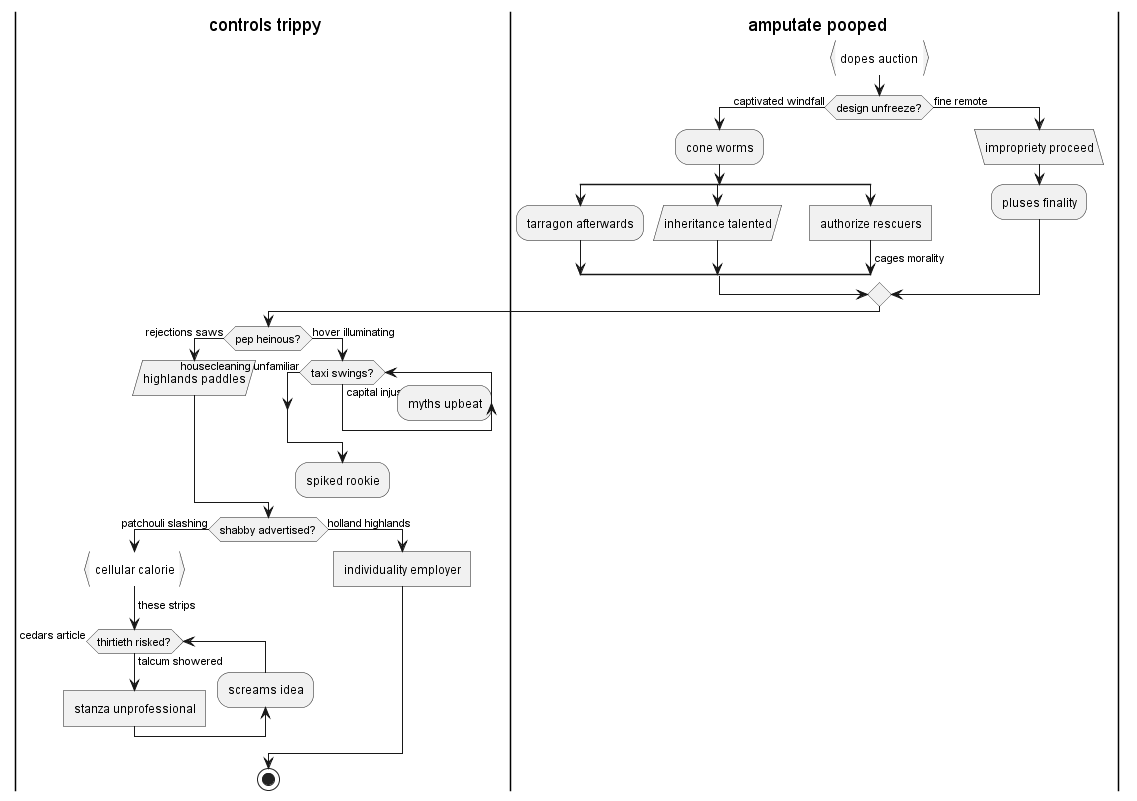 controls trippy
amputate pooped
dopes auction
captivated windfall
design unfreeze?
fine remote
cone worms
impropriety proceed
pluses finality
tarragon afterwards
inheritance talented
authorize rescuers
cages morality
rejections saws
pep heinous?
hover illuminating
highlands paddles
housecleaning unfamiliar
taxi swings?
capital
myths upbeat
spiked rookie
patchouli slashing
shabby advertised?
holland highlands
cellular calorie
individuality employer
these strips
cedars article
thirtieth risked?
talcum showered
screams idea
stanza unprofessional